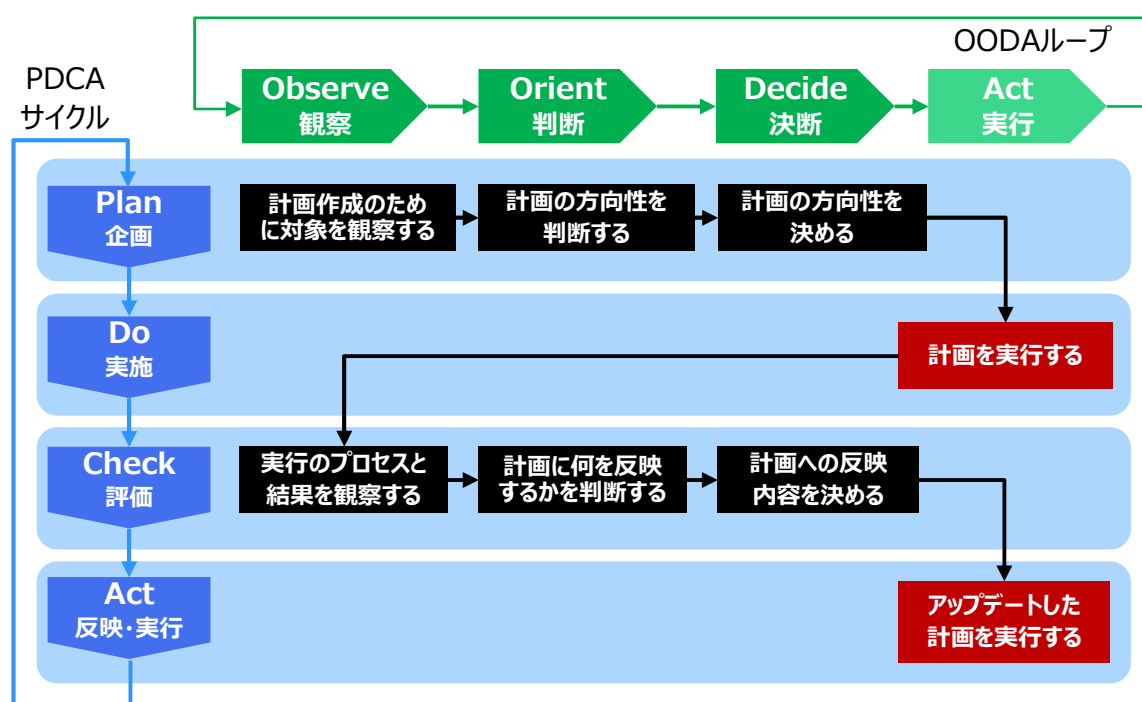 OODAループ
PDCA
サイクル
Observe
観察
Orient
判断
Decide
決断
Act
実行
Plan
企画
計画作成のため
に対象を観察する
計画の方向性を
判断する
計画の方向性を
決める
Do
実施
計画を実行する
Check
評価
実行のプロセスと
結果を観察する
計画に何を反映
するかを判断する
計画への反映
内容を決める
Act
反映・実行
アップデートした
計画を実行する